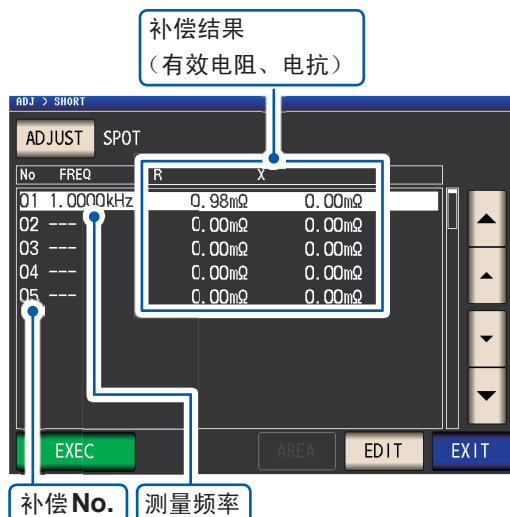 补偿结果
（有效电阻、电抗）
ADJ > SHORT
ADJUST SPOT
No FREQ R X
01 1.0000kHz 0.98mΩ 0.00mΩ
02 --- 0.00mΩ 0.00mΩ
03 --- 0.00mΩ 0.00mΩ
04 --- 0.00mΩ 0.00mΩ
05 --- 0.00mΩ 0.00mΩ
EXEC AREA EDIT EXIT
补偿No. 测量频率